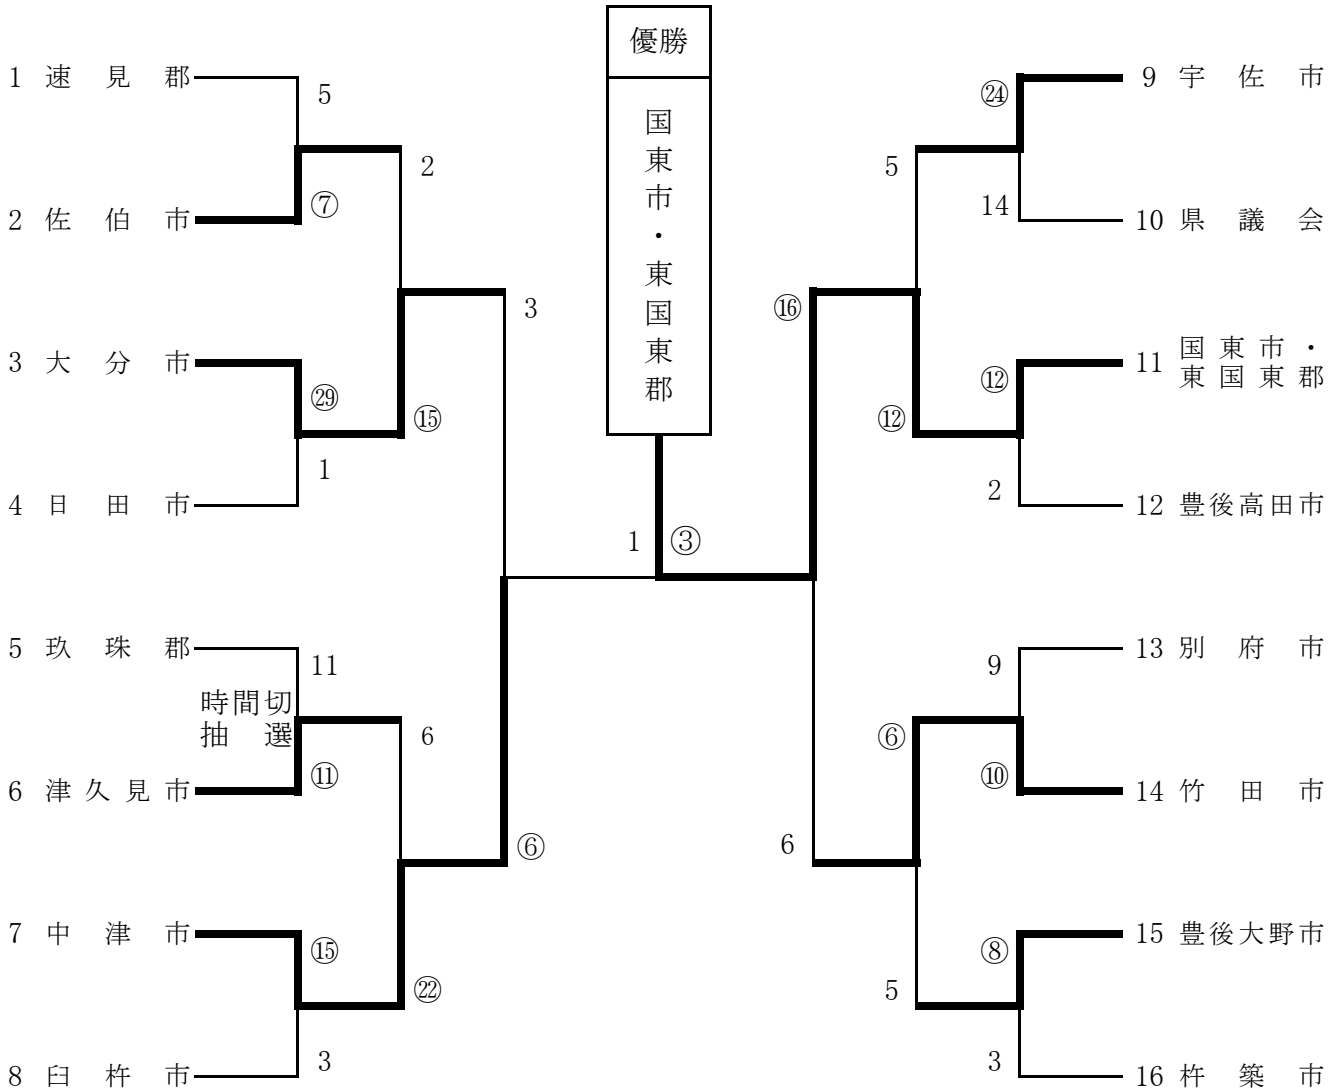 優勝
国東市・東国東郡
1 速見郡
5
2
⑦
2 佐伯市
3
3 大分市
㉙
⑮
1
4 日田市
5 玖珠郡
11
時間切
抽選
6
⑪
6 津久見市
⑥
7 中津市
⑮
㉒
3
8 臼杵市
1 ③
9 宇佐市
㉔
5
14
10 県議会
⑯
11 国東市・
東国東郡
⑫
⑫
2
12 豊後高田市
13 別府市
9
⑥
⑩
14 竹田市
6
15 豊後大野市
⑧
5
3
16 杵築市